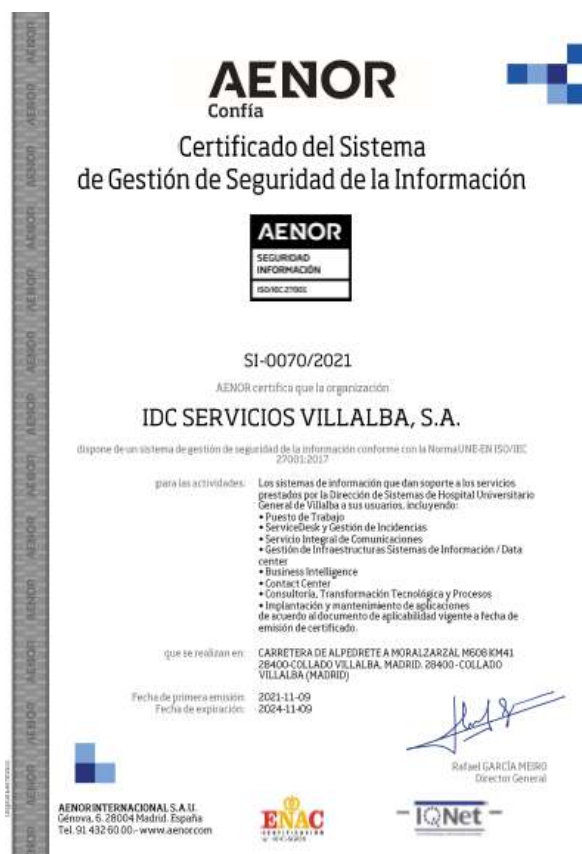 AENOR
Confía
Certificado del Sistema
de Gestión de Seguridad de la Información
AENOR
SEGURIDAD
INFORMACIÓN
ISO/IEC 27001
SI-0070/2021
AENOR certifica que la organización
IDC SERVICIOS VILLALBA, S.A.
dispone de un sistema de gestión de seguridad de la información conforme con la Norma UNE-EN ISO/IEC
27001:2017
para las actividades: Los sistemas de información que dan soporte a los servicios
prestados por la Dirección de Sistemas de Hospital Universitario
General de Villalba a sus usuarios, incluyendo:
• Puesto de Trabajo
• ServiceDesk y Gestión de Incidencias
• Servicio Integral de Comunicaciones
• Gestión de Infraestructuras Sistemas de Información / Data
center
• Business Intelligence
• Contact Center
• Consultoría, Transformación Tecnológica y Procesos
• Implantación y mantenimiento de aplicaciones
de acuerdo al documento de aplicabilidad vigente a fecha de
emisión de certificado.
que se realizan en: CARRETERA DE ALPEDRETE A MORALZARZAL M608 KM41
28400-COLLADO VILLALBA, MADRID. 28400 - COLLADO
VILLALBA (MADRID)
Fecha de primera emisión: 2021-11-09
Fecha de expiración: 2024-11-09
Rafael GARCÍA MEIRO
Director General
AENOR INTERNACIONAL S.A.U.
Génova, 6. 28004 Madrid. España
Tel. 91 432 60 00.- www.aenor.com
ENAC
CERTIFICACIÓN
IQNet